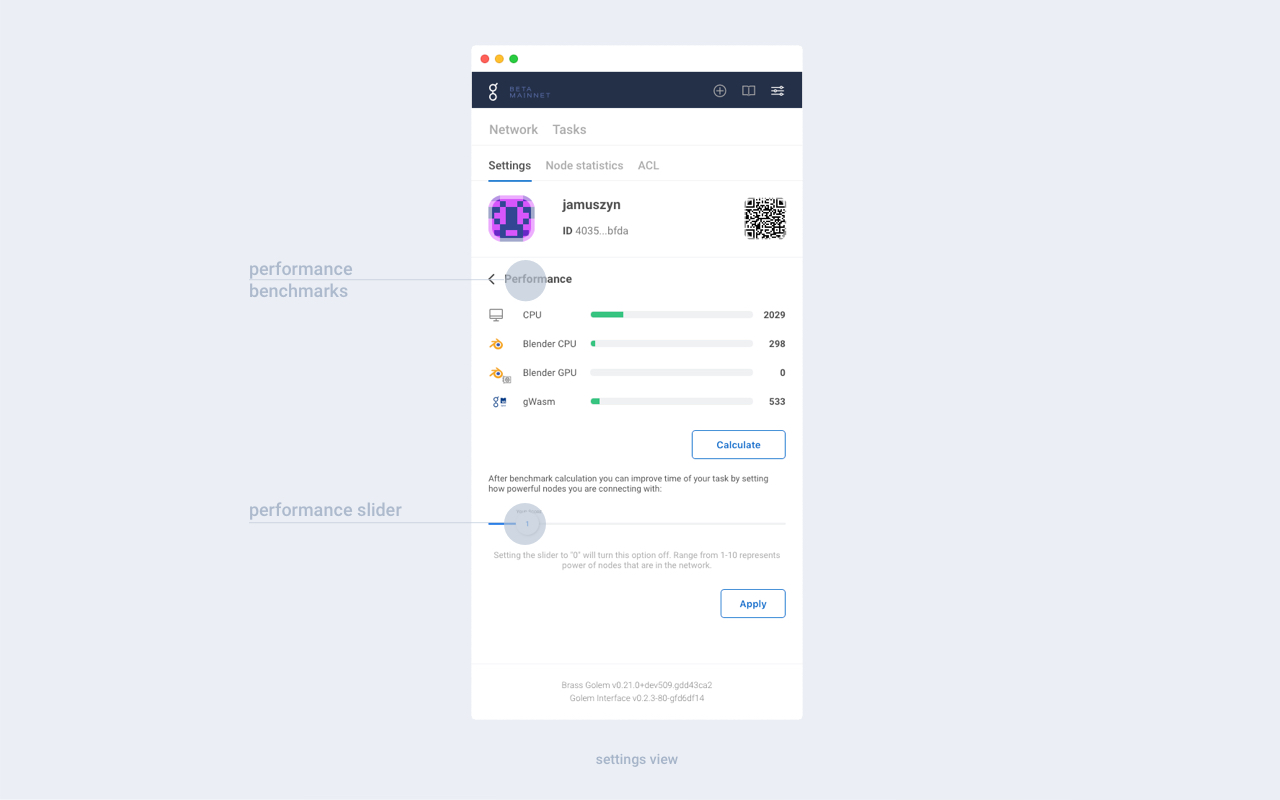 BETA
MAINNET
Network Tasks
Settings Node statistics ACL
jamuszyn
ID 4035...bfda
performance
benchmarks
Performance
CPU 2029
Blender CPU 298
Blender GPU 0
gWasm 533
Calculate
After benchmark calculation you can improve time of your task by setting
how powerful nodes you are connecting with:
performance slider
1
Setting the slider to "0" will turn this option off. Range from 1-10 represents
power of nodes that are in the network.
Apply
Brass Golem v0.21.0+dev509.gdd43ca2
Golem Interface v0.2.3-80-gfd6df14
settings view